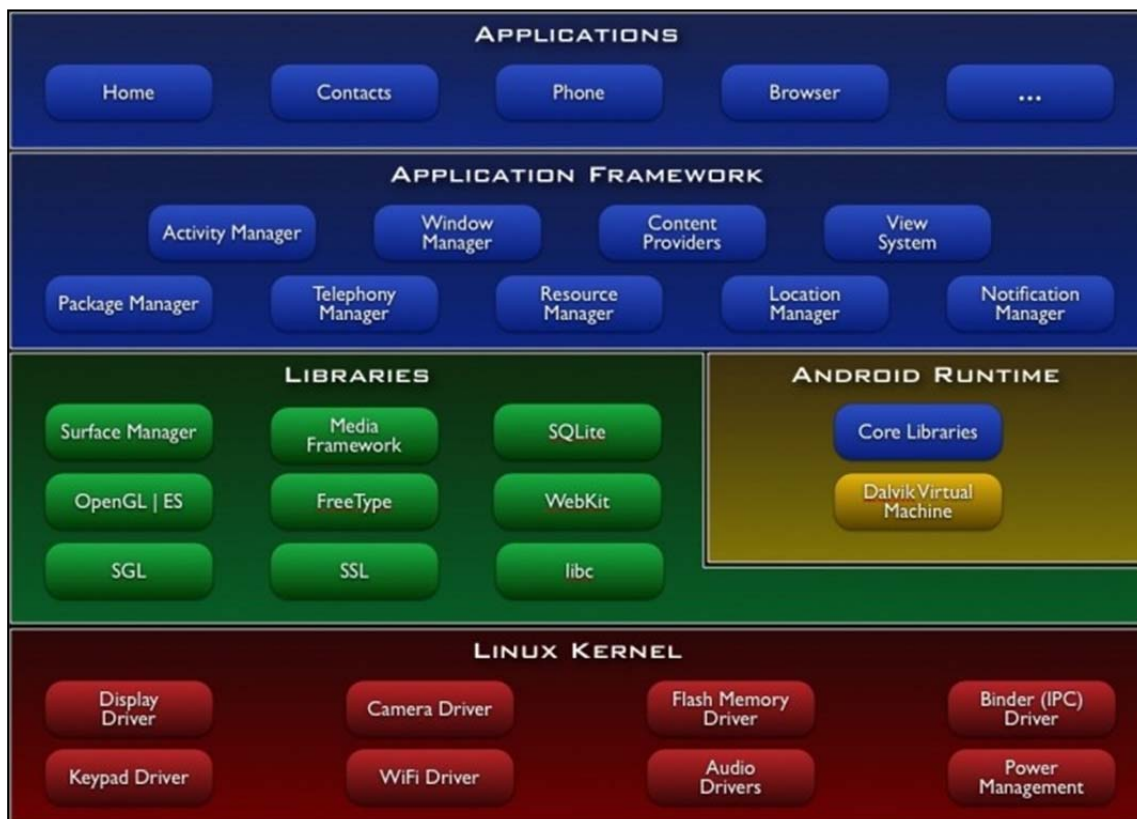 APPLICATIONS
Home
Contacts
Phone
Browser
...
APPLICATION FRAMEWORK
Activity Manager
Window
Manager
Content
Providers
View
System
Package Manager
Telephony
Manager
Resource
Manager
Location
Manager
Notification
Manager
LIBRARIES
Surface Manager
Media
Framework
SQLite
OpenGL | ES
FreeType
WebKit
SGL
SSL
libc
ANDROID RUNTIME
Core Libraries
Dalvik Virtual
Machine
LINUX KERNEL
Display
Driver
Camera Driver
Flash Memory
Driver
Binder (IPC)
Driver
Keypad Driver
WiFi Driver
Audio
Drivers
Power
Management